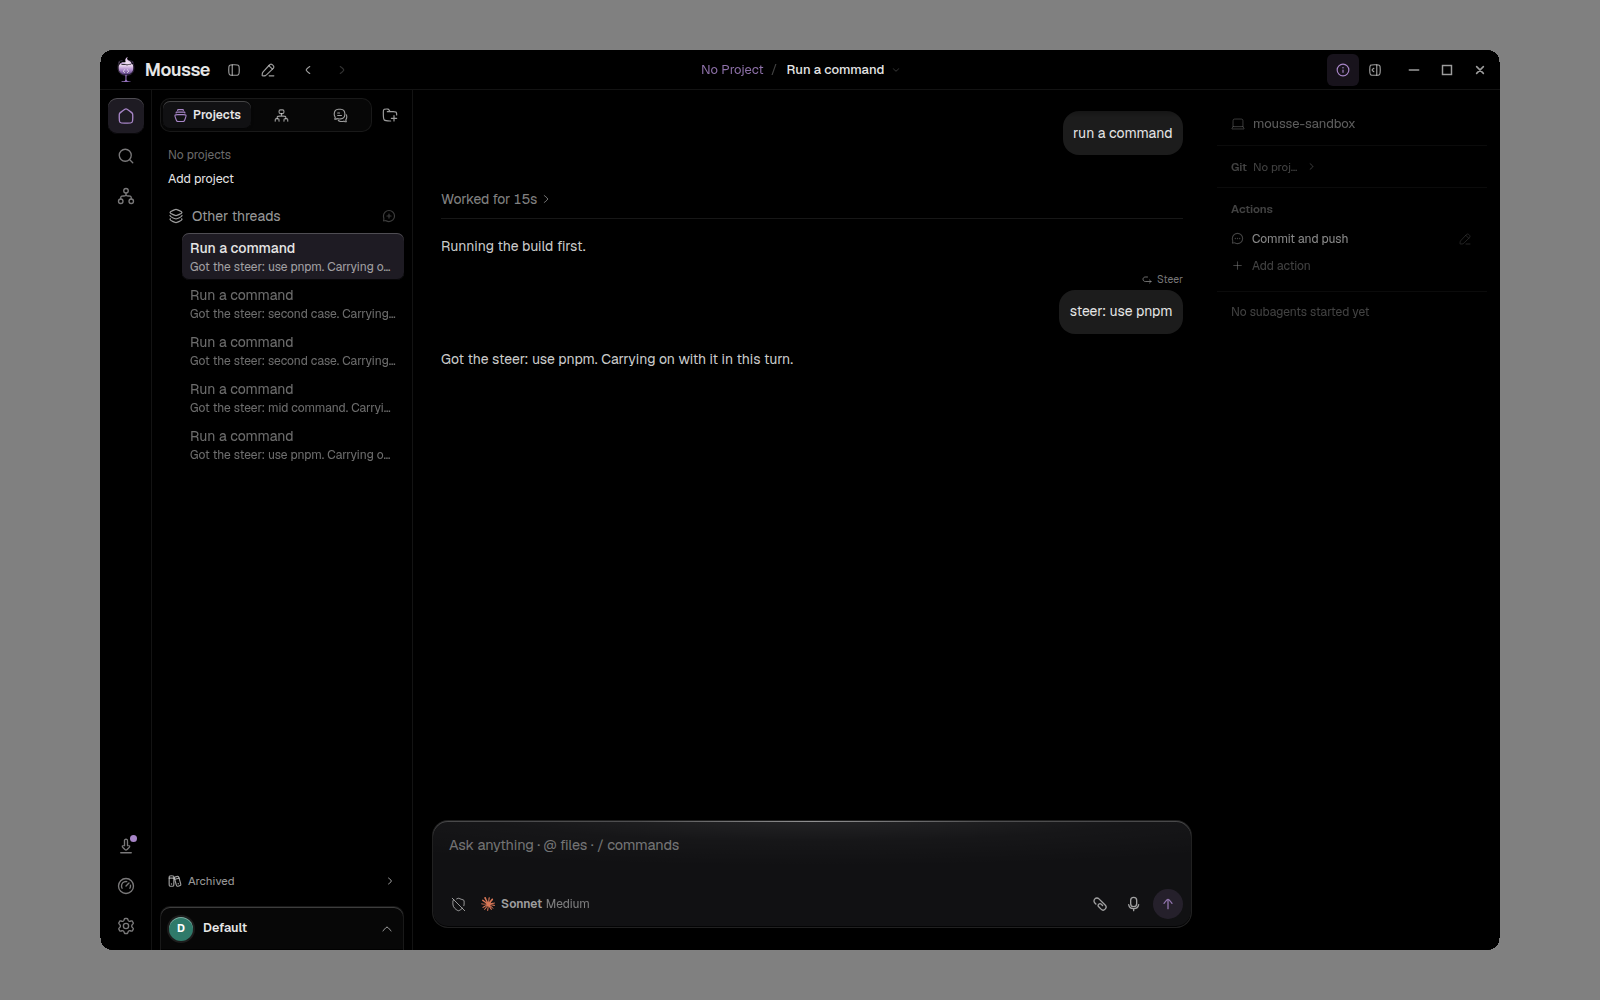 Mousse
No Project / Run a command
Projects
No projects
Add project
Other threads
Run a command
Got the steer: use pnpm. Carrying o...
Run a command
Got the steer: second case. Carrying...
Run a command
Got the steer: second case. Carrying...
Run a command
Got the steer: mid command. Carryi...
Run a command
Got the steer: use pnpm. Carrying o...
Archived
D Default
run a command
Worked for 15s
Running the build first.
Steer
steer: use pnpm
Got the steer: use pnpm. Carrying on with it in this turn.
Ask anything · @ files · / commands
Sonnet Medium
mousse-sandbox
Git No proj...
Actions
Commit and push
Add action
No subagents started yet